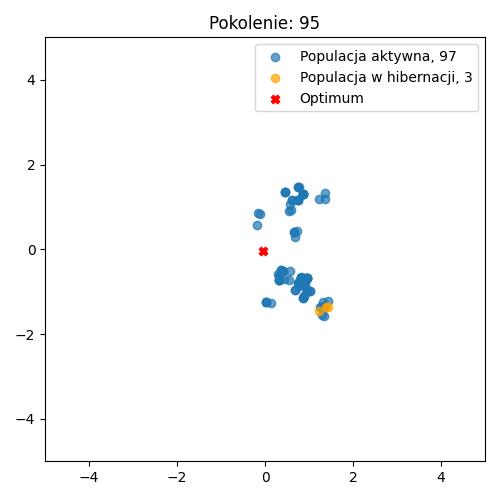 Pokolenie: 95
Populacja aktywna, 97
Populacja w hibernacji, 3
Optimum
4
2
0
−2
−4
−4
−2
0
2
4